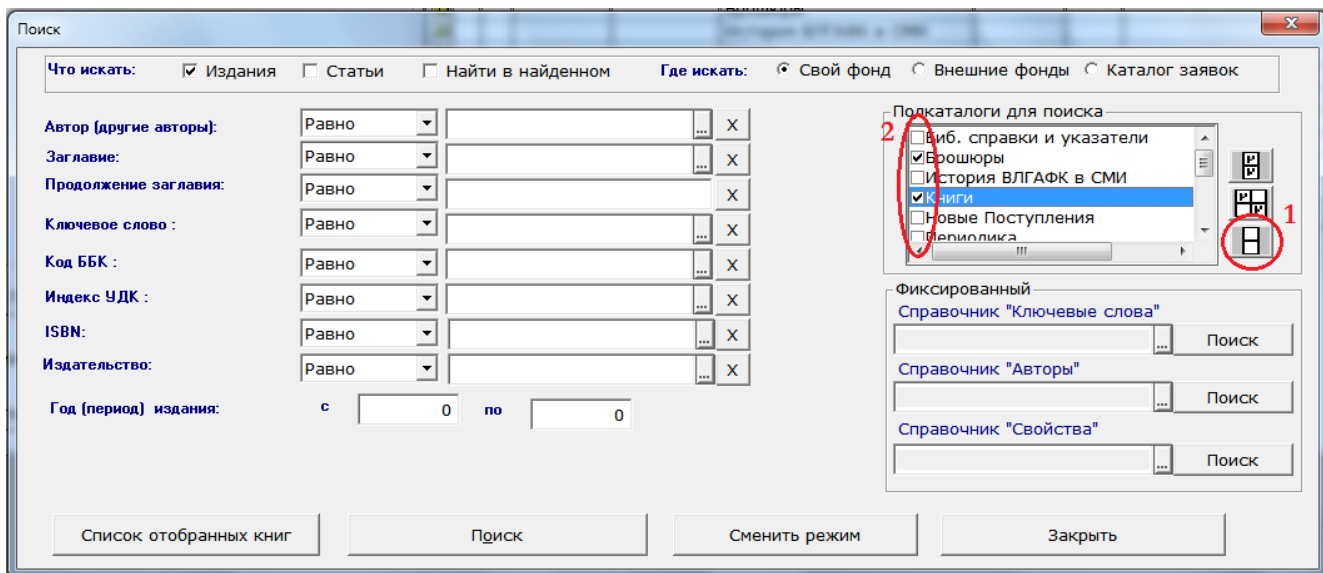 Поиск
Что искать: Издания Статьи Найти в найденном Где искать: Свой фонд Внешние фонды Каталог заявок
Автор (другие авторы): Равно ... X
Заглавие: Равно ... X
Продолжение заглавия: Равно X
Ключевое слово : Равно ... X
Код ББК : Равно ... X
Индекс УДК : Равно ... X
ISBN: Равно ... X
Издательство: Равно ... X
Год (период) издания: с 0 по 0
Подкаталоги для поиска
2
Биб. справки и указатели
Брошюры
История ВЛГАФК в СМИ
Книги
Новые Поступления
Периодика
1
Фиксированный
Справочник "Ключевые слова"
... Поиск
Справочник "Авторы"
... Поиск
Справочник "Свойства"
... Поиск
Список отобранных книг Поиск Сменить режим Закрыть